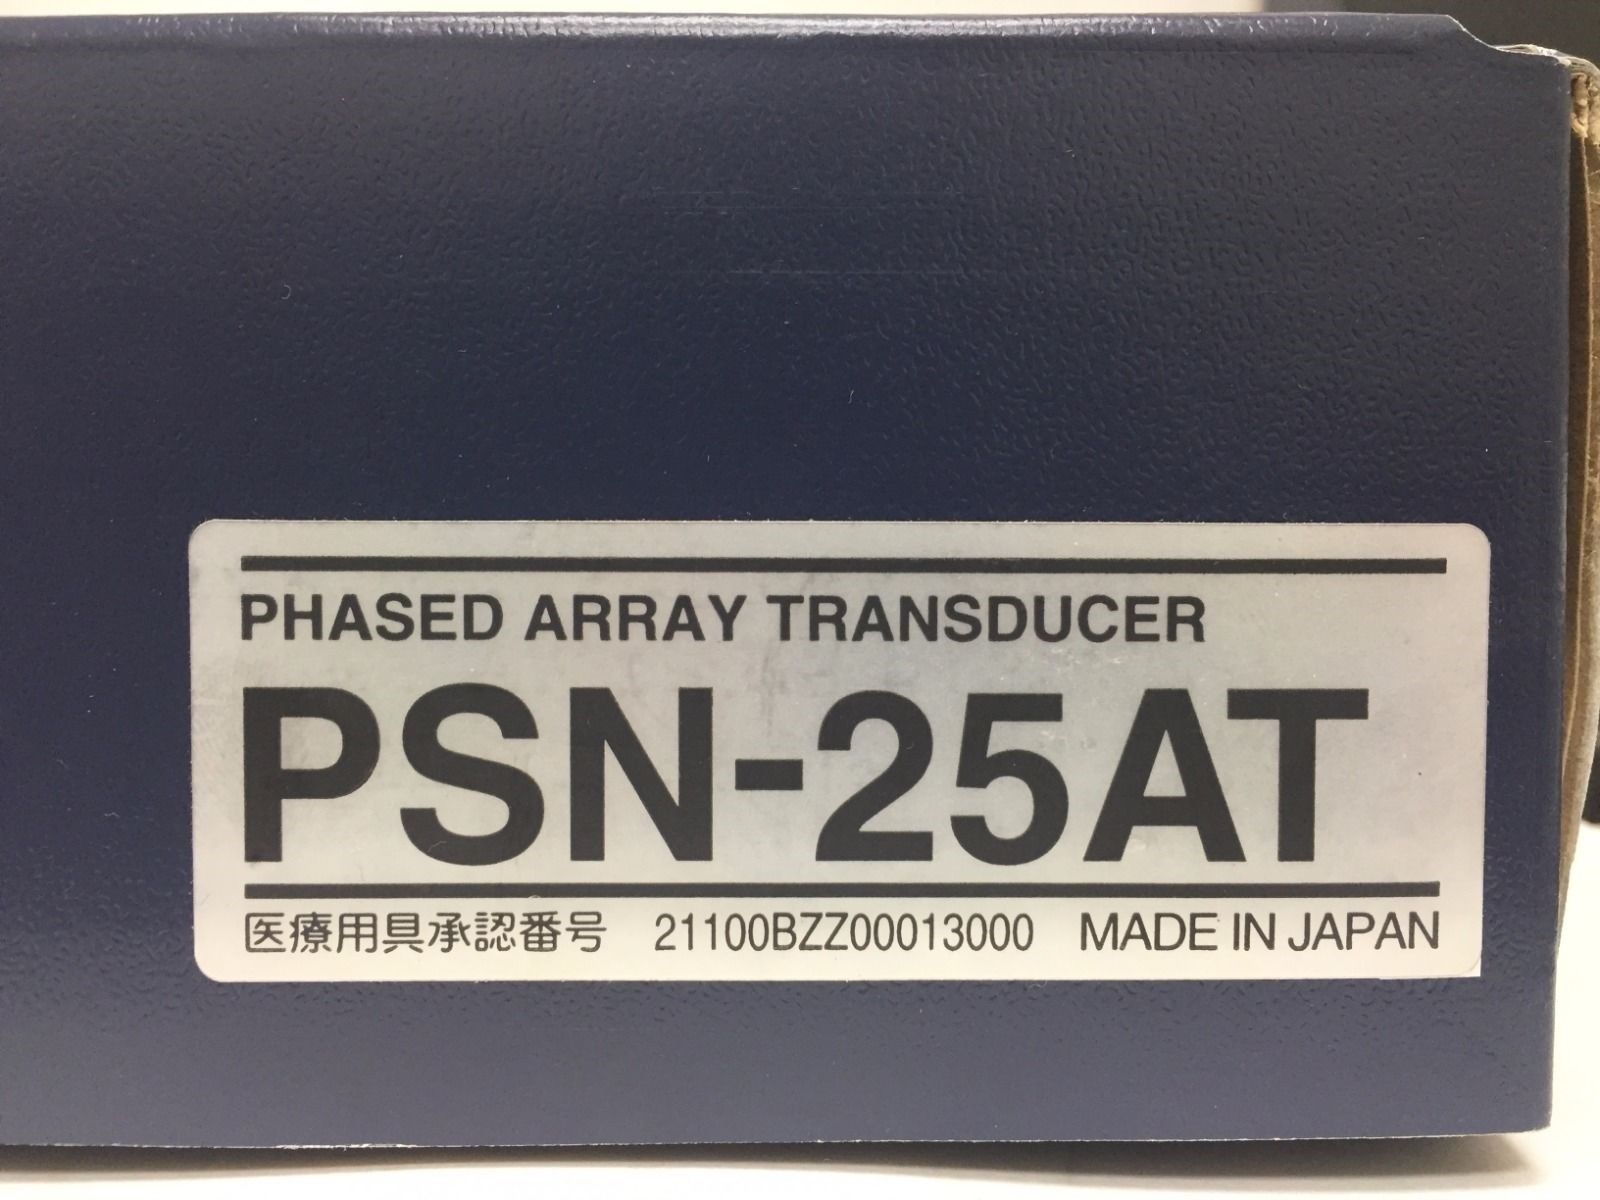 PHASED ARRAY TRANSDUCER
PSN-25AT
医療用具承認番号 21100BZZ00013000 MADE IN JAPAN